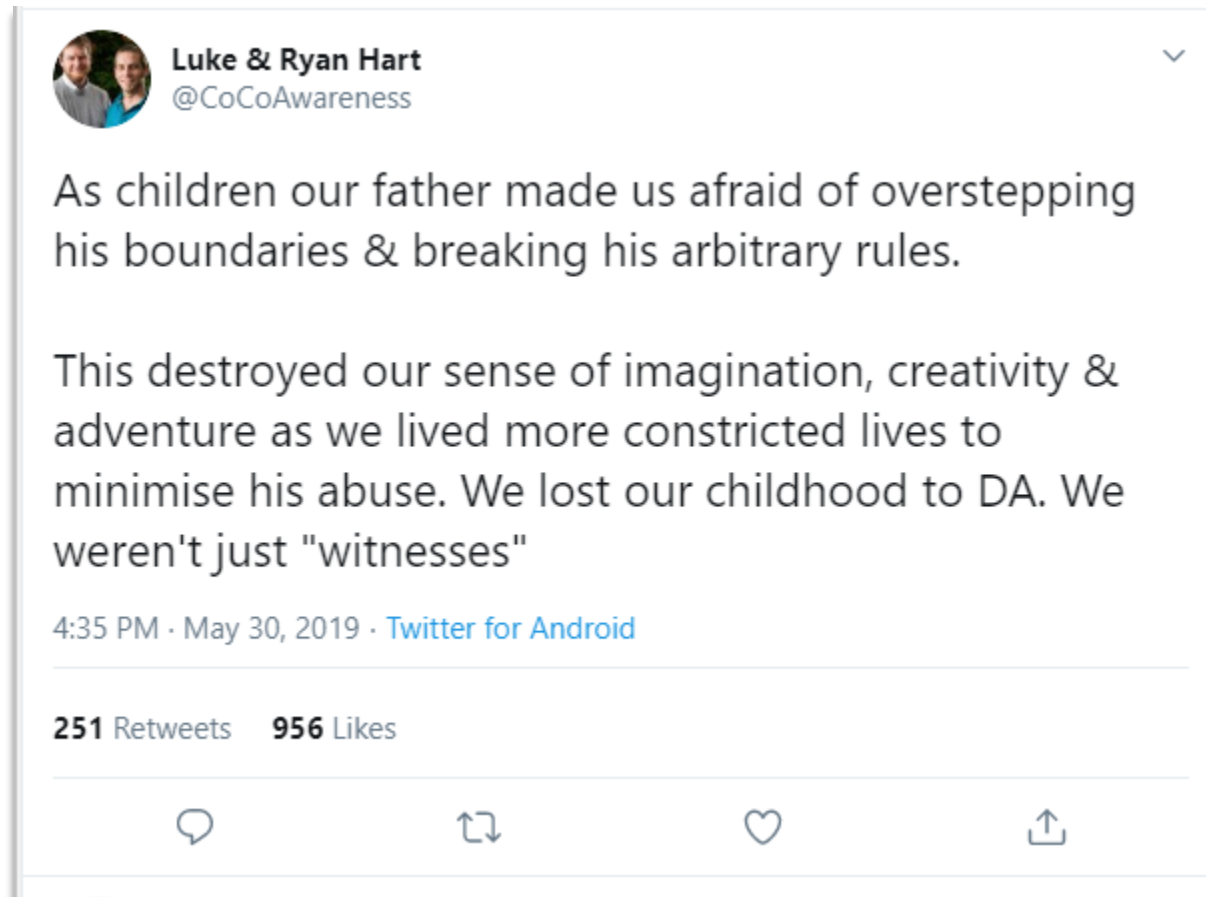 Luke & Ryan Hart
@CoCoAwareness
As children our father made us afraid of overstepping
his boundaries & breaking his arbitrary rules.
This destroyed our sense of imagination, creativity &
adventure as we lived more constricted lives to
minimise his abuse. We lost our childhood to DA. We
weren't just "witnesses"
4:35 PM · May 30, 2019 · Twitter for Android
251 Retweets 956 Likes